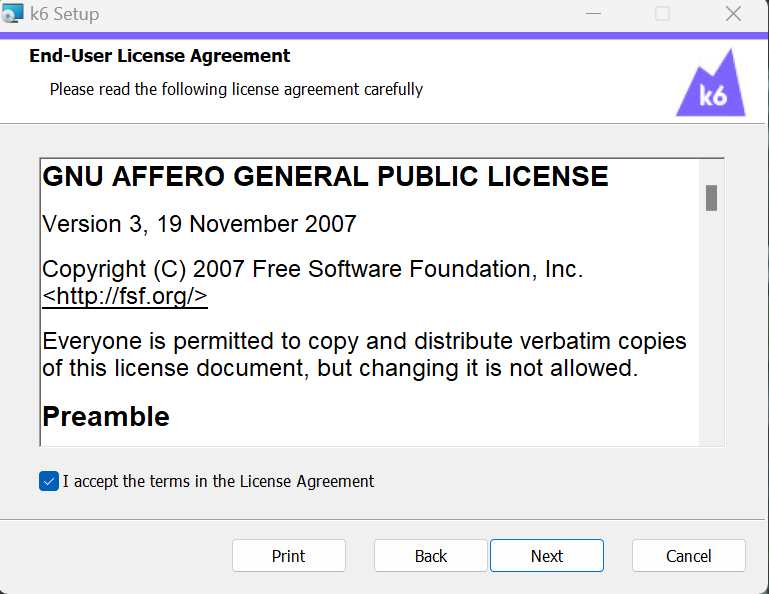 k6 Setup
End-User License Agreement
Please read the following license agreement carefully
k6
GNU AFFERO GENERAL PUBLIC LICENSE
Version 3, 19 November 2007
Copyright (C) 2007 Free Software Foundation, Inc.
<http://fsf.org/>
Everyone is permitted to copy and distribute verbatim copies
of this license document, but changing it is not allowed.
Preamble
I accept the terms in the License Agreement
Print
Back
Next
Cancel